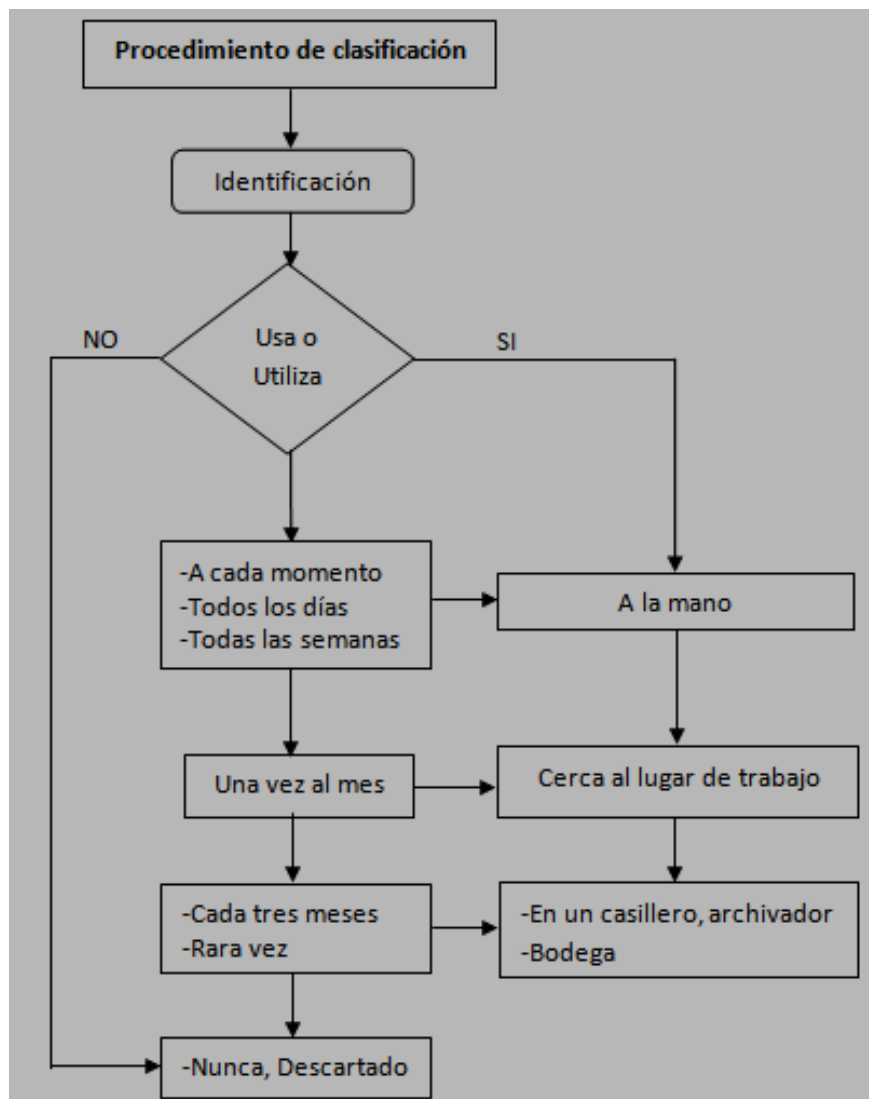 Procedimiento de clasificación
Identificación
Usa o
Utiliza
NO
SI
-A cada momento
-Todos los días
-Todas las semanas
A la mano
Una vez al mes
Cerca al lugar de trabajo
-Cada tres meses
-Rara vez
-En un casillero, archivador
-Bodega
-Nunca, Descartado